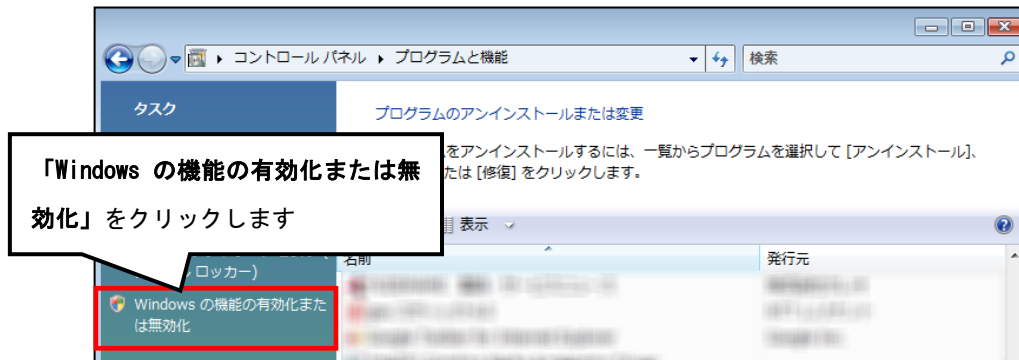 コントロール パネル ▸ プログラムと機能
検索
タスク
プログラムのアンインストールまたは変更
をアンインストールするには、一覧からプログラムを選択して [アンインストール]、
たは [修復] をクリックします。
「Windows の機能の有効化または無
効化」をクリックします
表示
名前
発行元
ロッカー)
Windows の機能の有効化また
は無効化